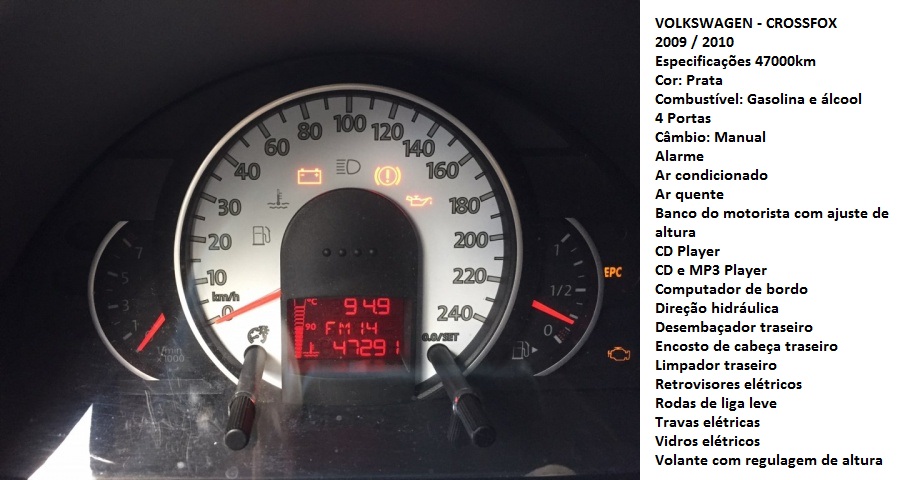 100
80
120
60
140
40
160
30
180
20
200
10
220
km/h
0
240
7
5
3
1
1/min
x1000
°C
949
90
FM14
47291
0.0/SET
1
1/2
0
EPC
VOLKSWAGEN - CROSSFOX
2009 / 2010
Especificações 47000km
Cor: Prata
Combustível: Gasolina e álcool
4 Portas
Câmbio: Manual
Alarme
Ar condicionado
Ar quente
Banco do motorista com ajuste de
altura
CD Player
CD e MP3 Player
Computador de bordo
Direção hidráulica
Desembaçador traseiro
Encosto de cabeça traseiro
Limpador traseiro
Retrovisores elétricos
Rodas de liga leve
Travas elétricas
Vidros elétricos
Volante com regulagem de altura